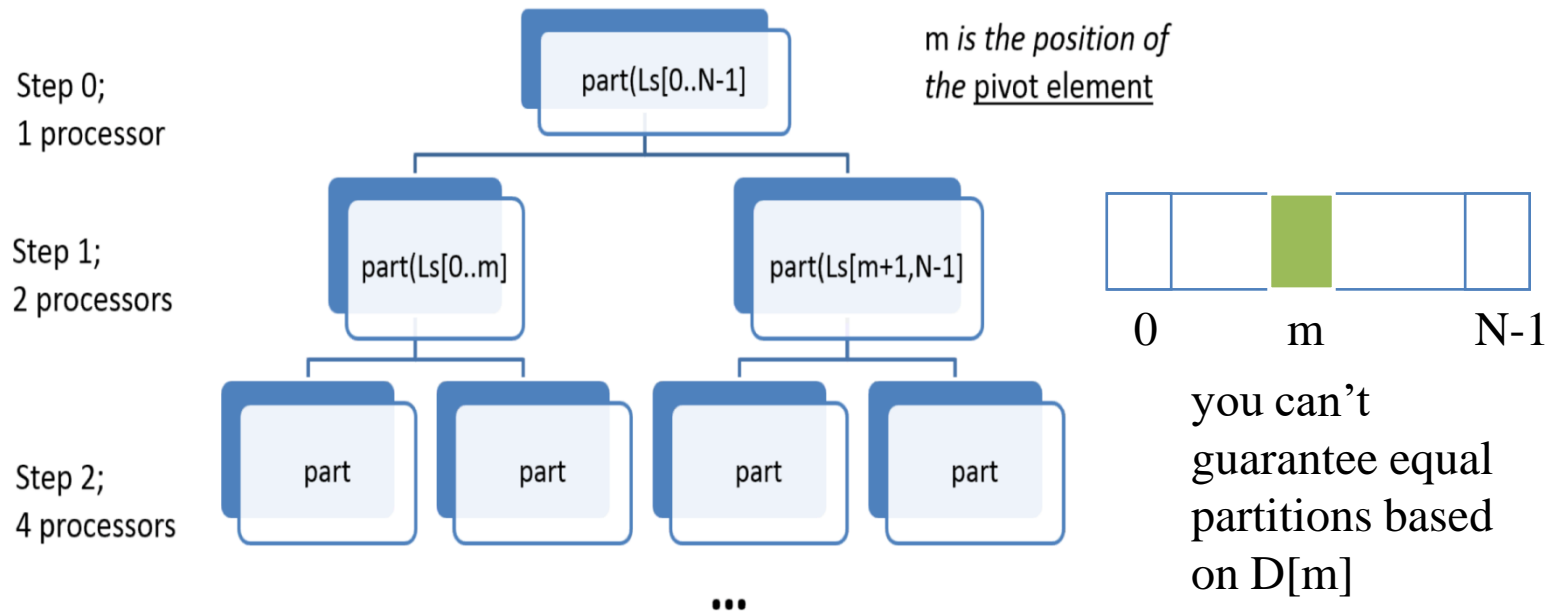 Step 0;
1 processor
part(Ls[0..N-1]
m is the position of
the pivot element
Step 1;
2 processors
part(Ls[0..m]
part(Ls[m+1,N-1]
0 m N-1
Step 2;
4 processors
part part part part
you can’t
guarantee equal
partitions based
on D[m]
...